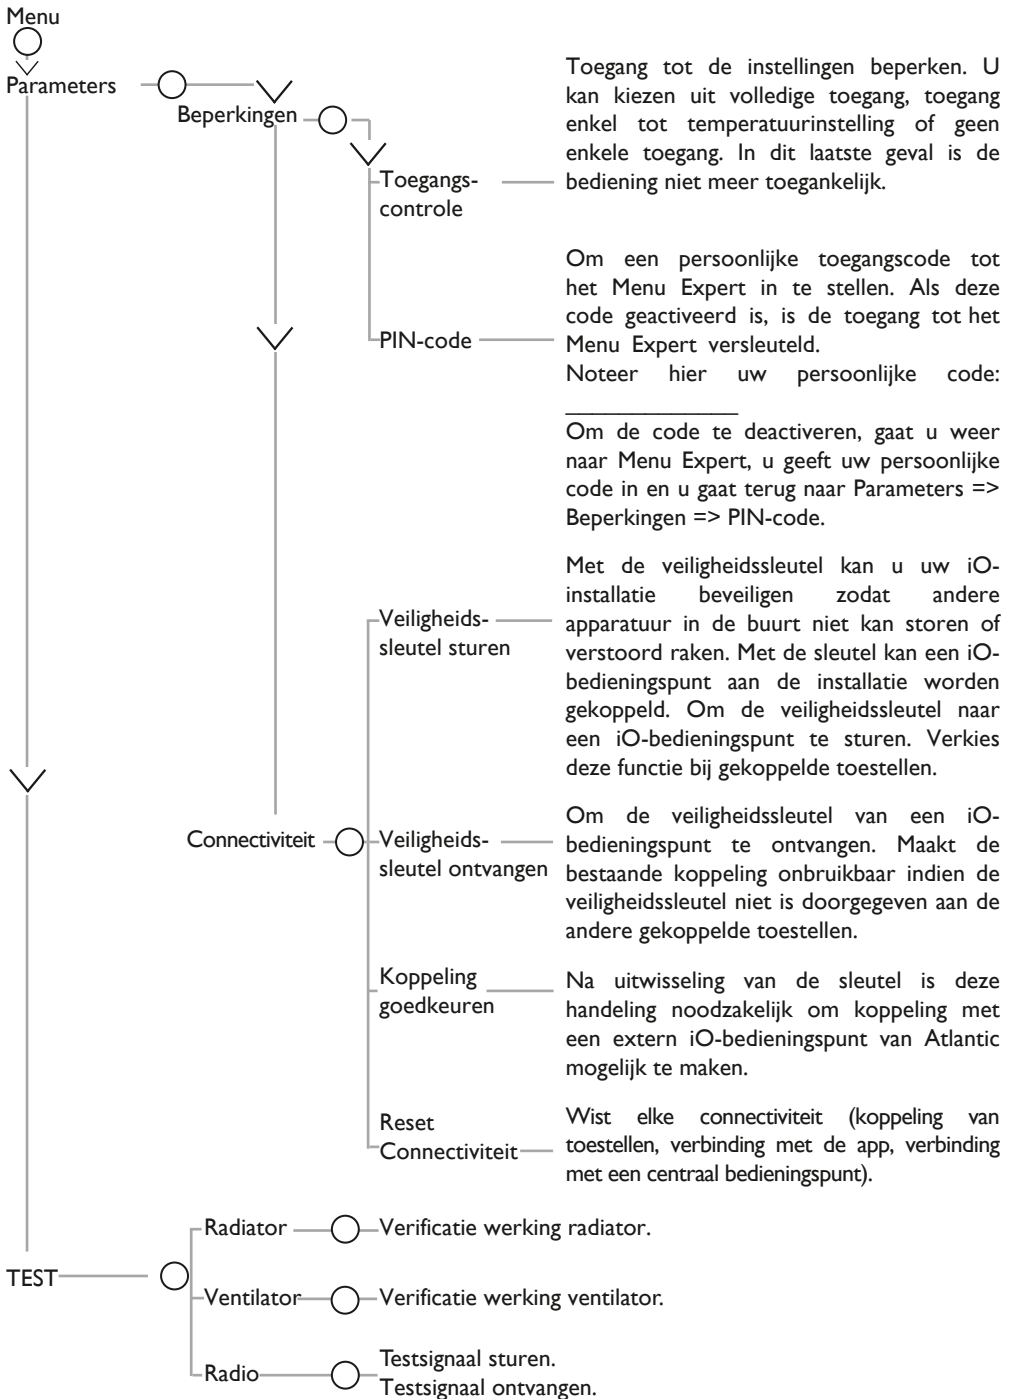 Menu
Parameters
Beperkingen
Toegangs-
controle
Toegang tot de instellingen beperken. U
kan kiezen uit volledige toegang, toegang
enkel tot temperatuurinstelling of geen
enkele toegang. In dit laatste geval is de
bediening niet meer toegankelijk.
PIN-code
Om een persoonlijke toegangscode tot
het Menu Expert in te stellen. Als deze
code geactiveerd is, is de toegang tot het
Menu Expert versleuteld.
Noteer hier uw persoonlijke code:
_____________
Om de code te deactiveren, gaat u weer
naar Menu Expert, u geeft uw persoonlijke
code in en u gaat terug naar Parameters =>
Beperkingen => PIN-code.
Connectiviteit
Veiligheids-
sleutel sturen
Met de veiligheidssleutel kan u uw iO-
installatie beveiligen zodat andere
apparatuur in de buurt niet kan storen of
verstoord raken. Met de sleutel kan een iO-
bedieningspunt aan de installatie worden
gekoppeld. Om de veiligheidssleutel naar
een iO-bedieningspunt te sturen. Verkies
deze functie bij gekoppelde toestellen.
Veiligheids-
sleutel ontvangen
Om de veiligheidssleutel van een iO-
bedieningspunt te ontvangen. Maakt de
bestaande koppeling onbruikbaar indien de
veiligheidssleutel niet is doorgegeven aan de
andere gekoppelde toestellen.
Koppeling
goedkeuren
Na uitwisseling van de sleutel is deze
handeling noodzakelijk om koppeling met
een extern iO-bedieningspunt van Atlantic
mogelijk te maken.
Reset
Connectiviteit
Wist elke connectiviteit (koppeling van
toestellen, verbinding met de app, verbinding
met een centraal bedieningspunt).
TEST
Radiator
Verificatie werking radiator.
Ventilator
Verificatie werking ventilator.
Radio
Testsignaal sturen.
Testsignaal ontvangen.